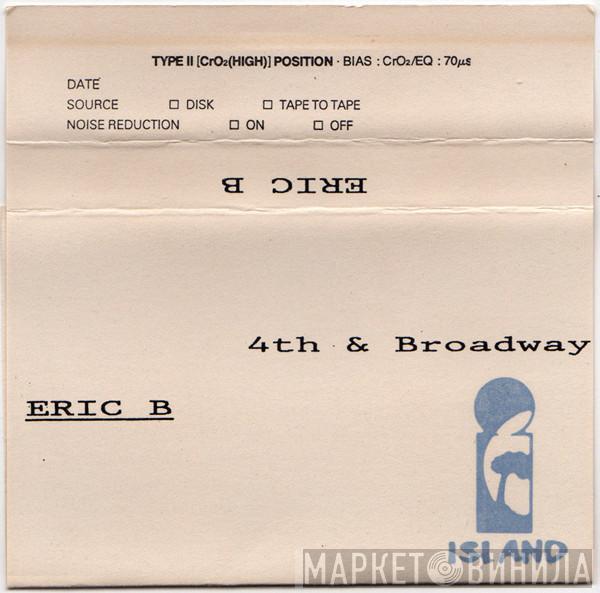 TYPE II [CrO₂(HIGH)] POSITION · BIAS : CrO₂/EQ : 70μs
DATE
SOURCE □ DISK □ TAPE TO TAPE
NOISE REDUCTION □ ON □ OFF
ERIC B
4th & Broadway
ERIC B
ISLAND
МАРКЕТ ВИНИЛА